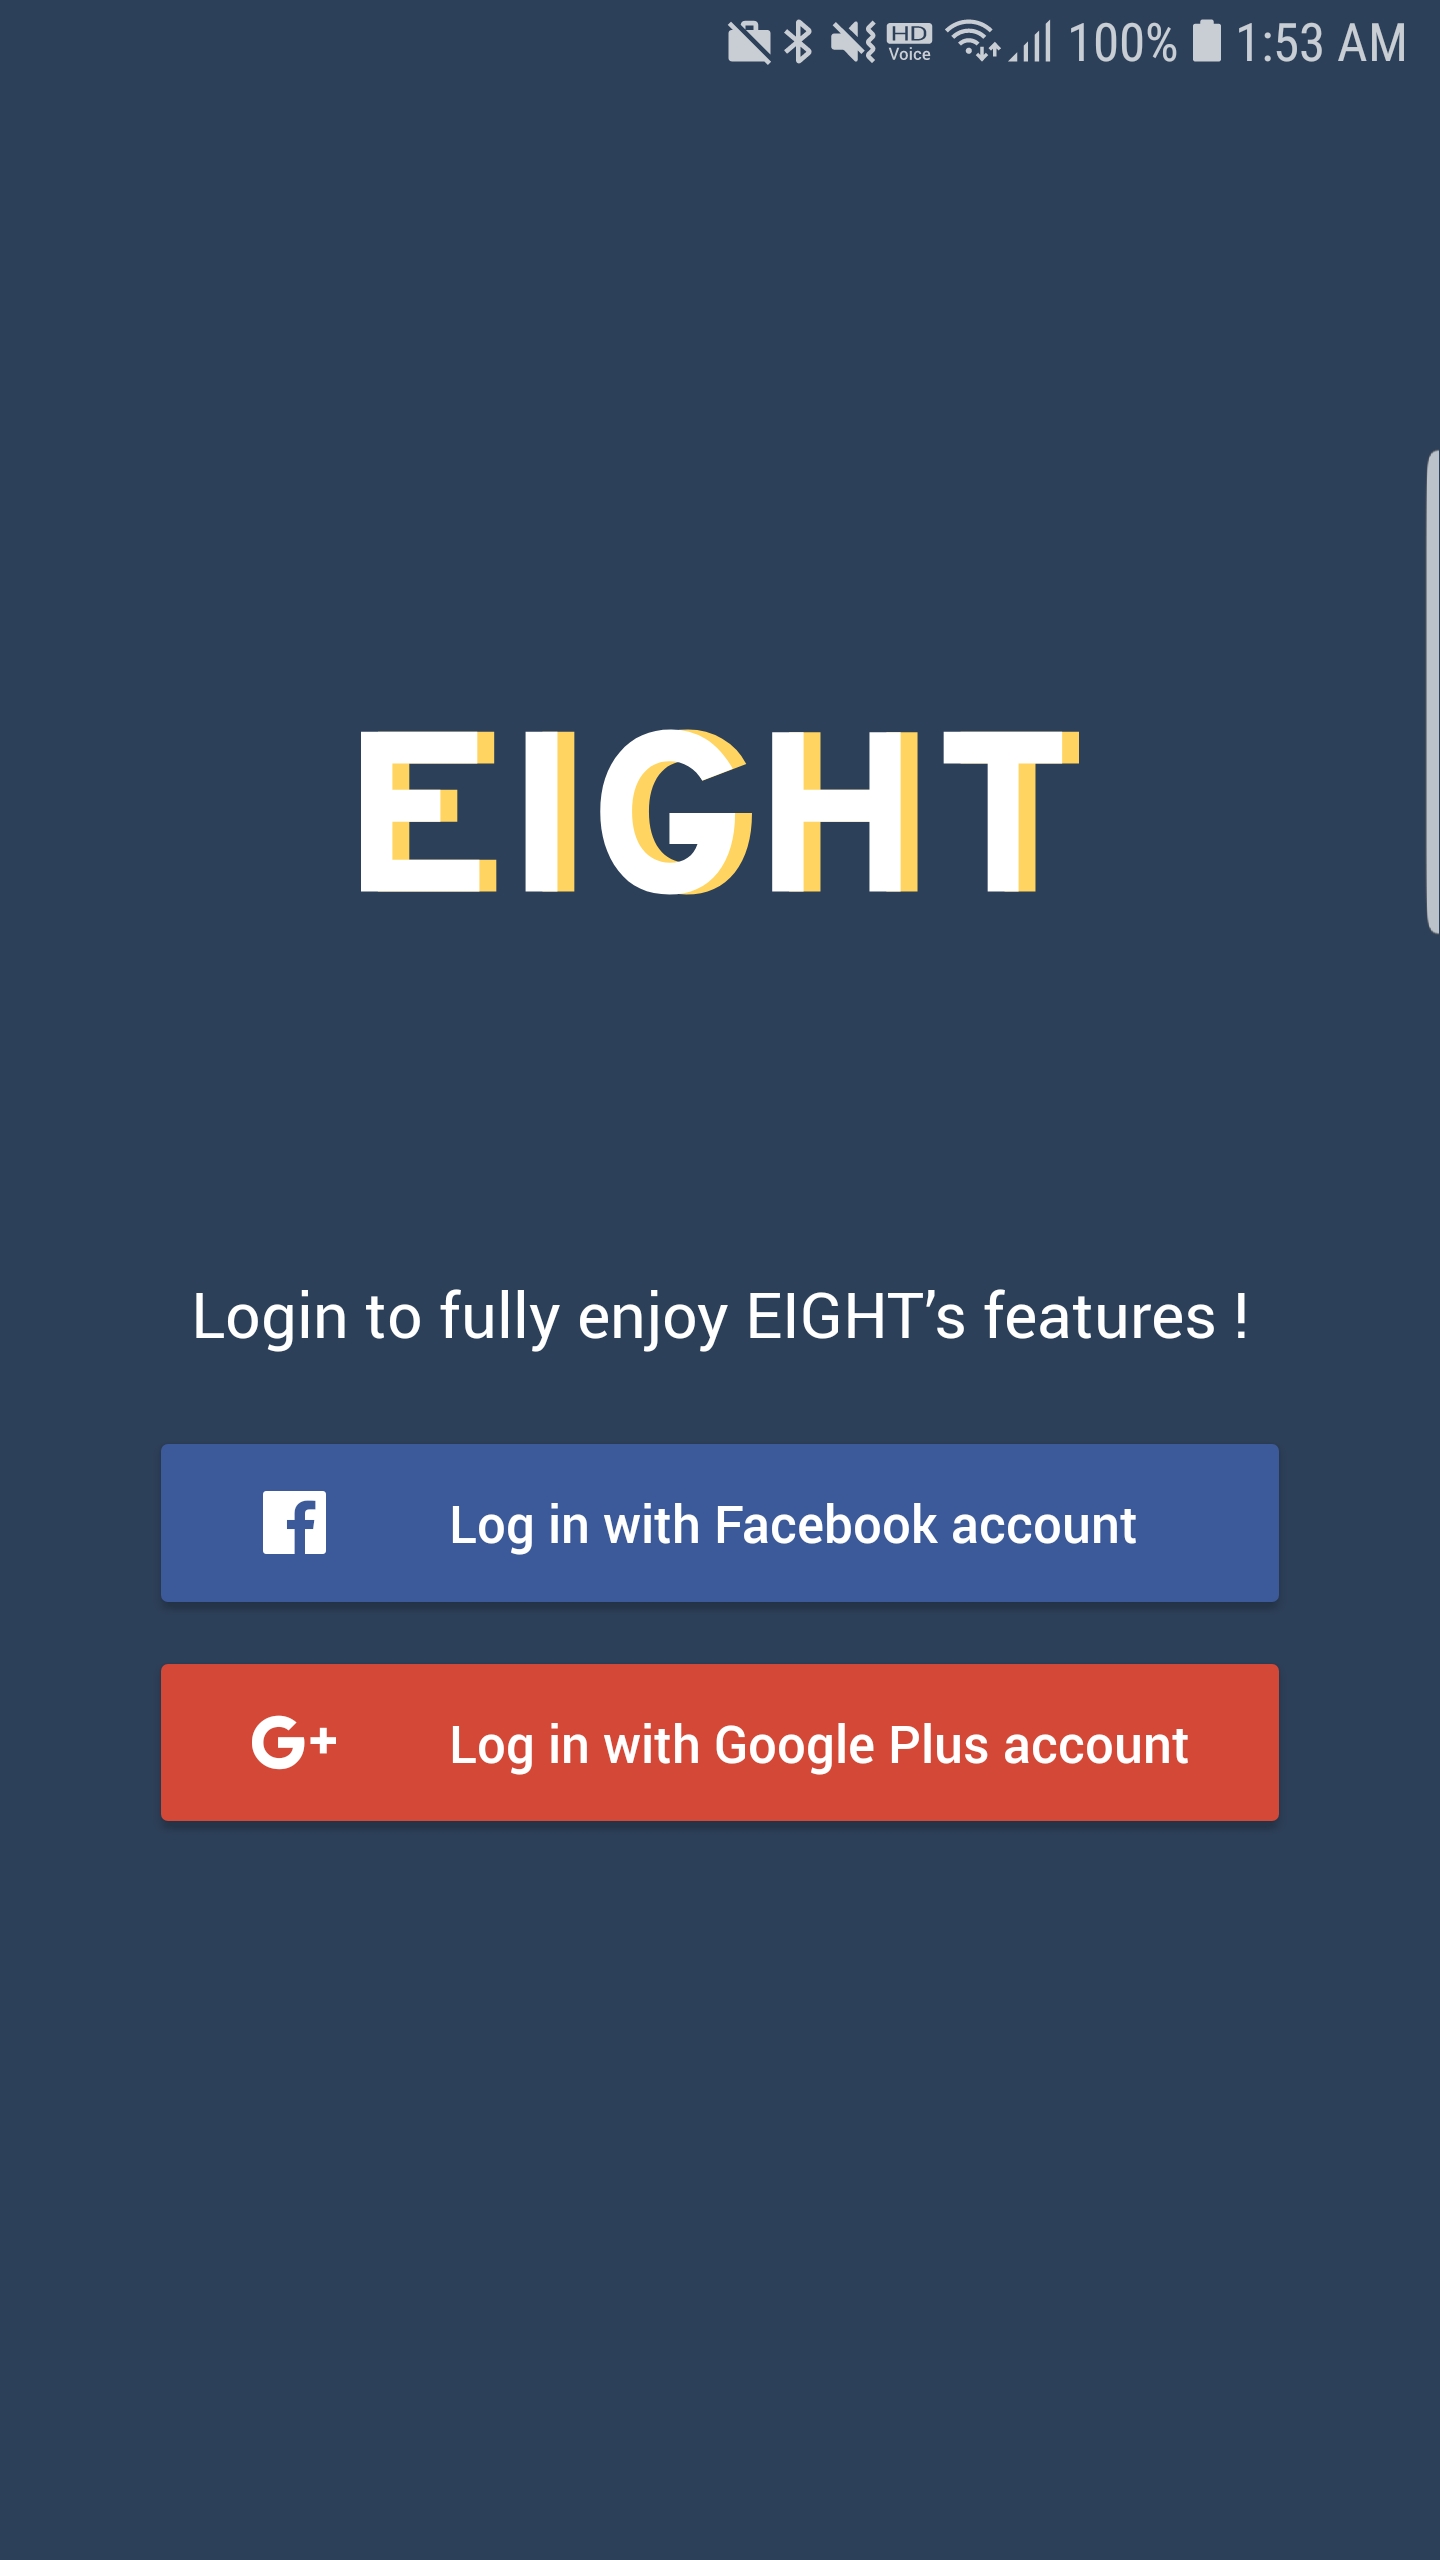 HD Voice 100% 1:53 AM
EIGHT
Login to fully enjoy EIGHT’s features !
Log in with Facebook account
G+ Log in with Google Plus account